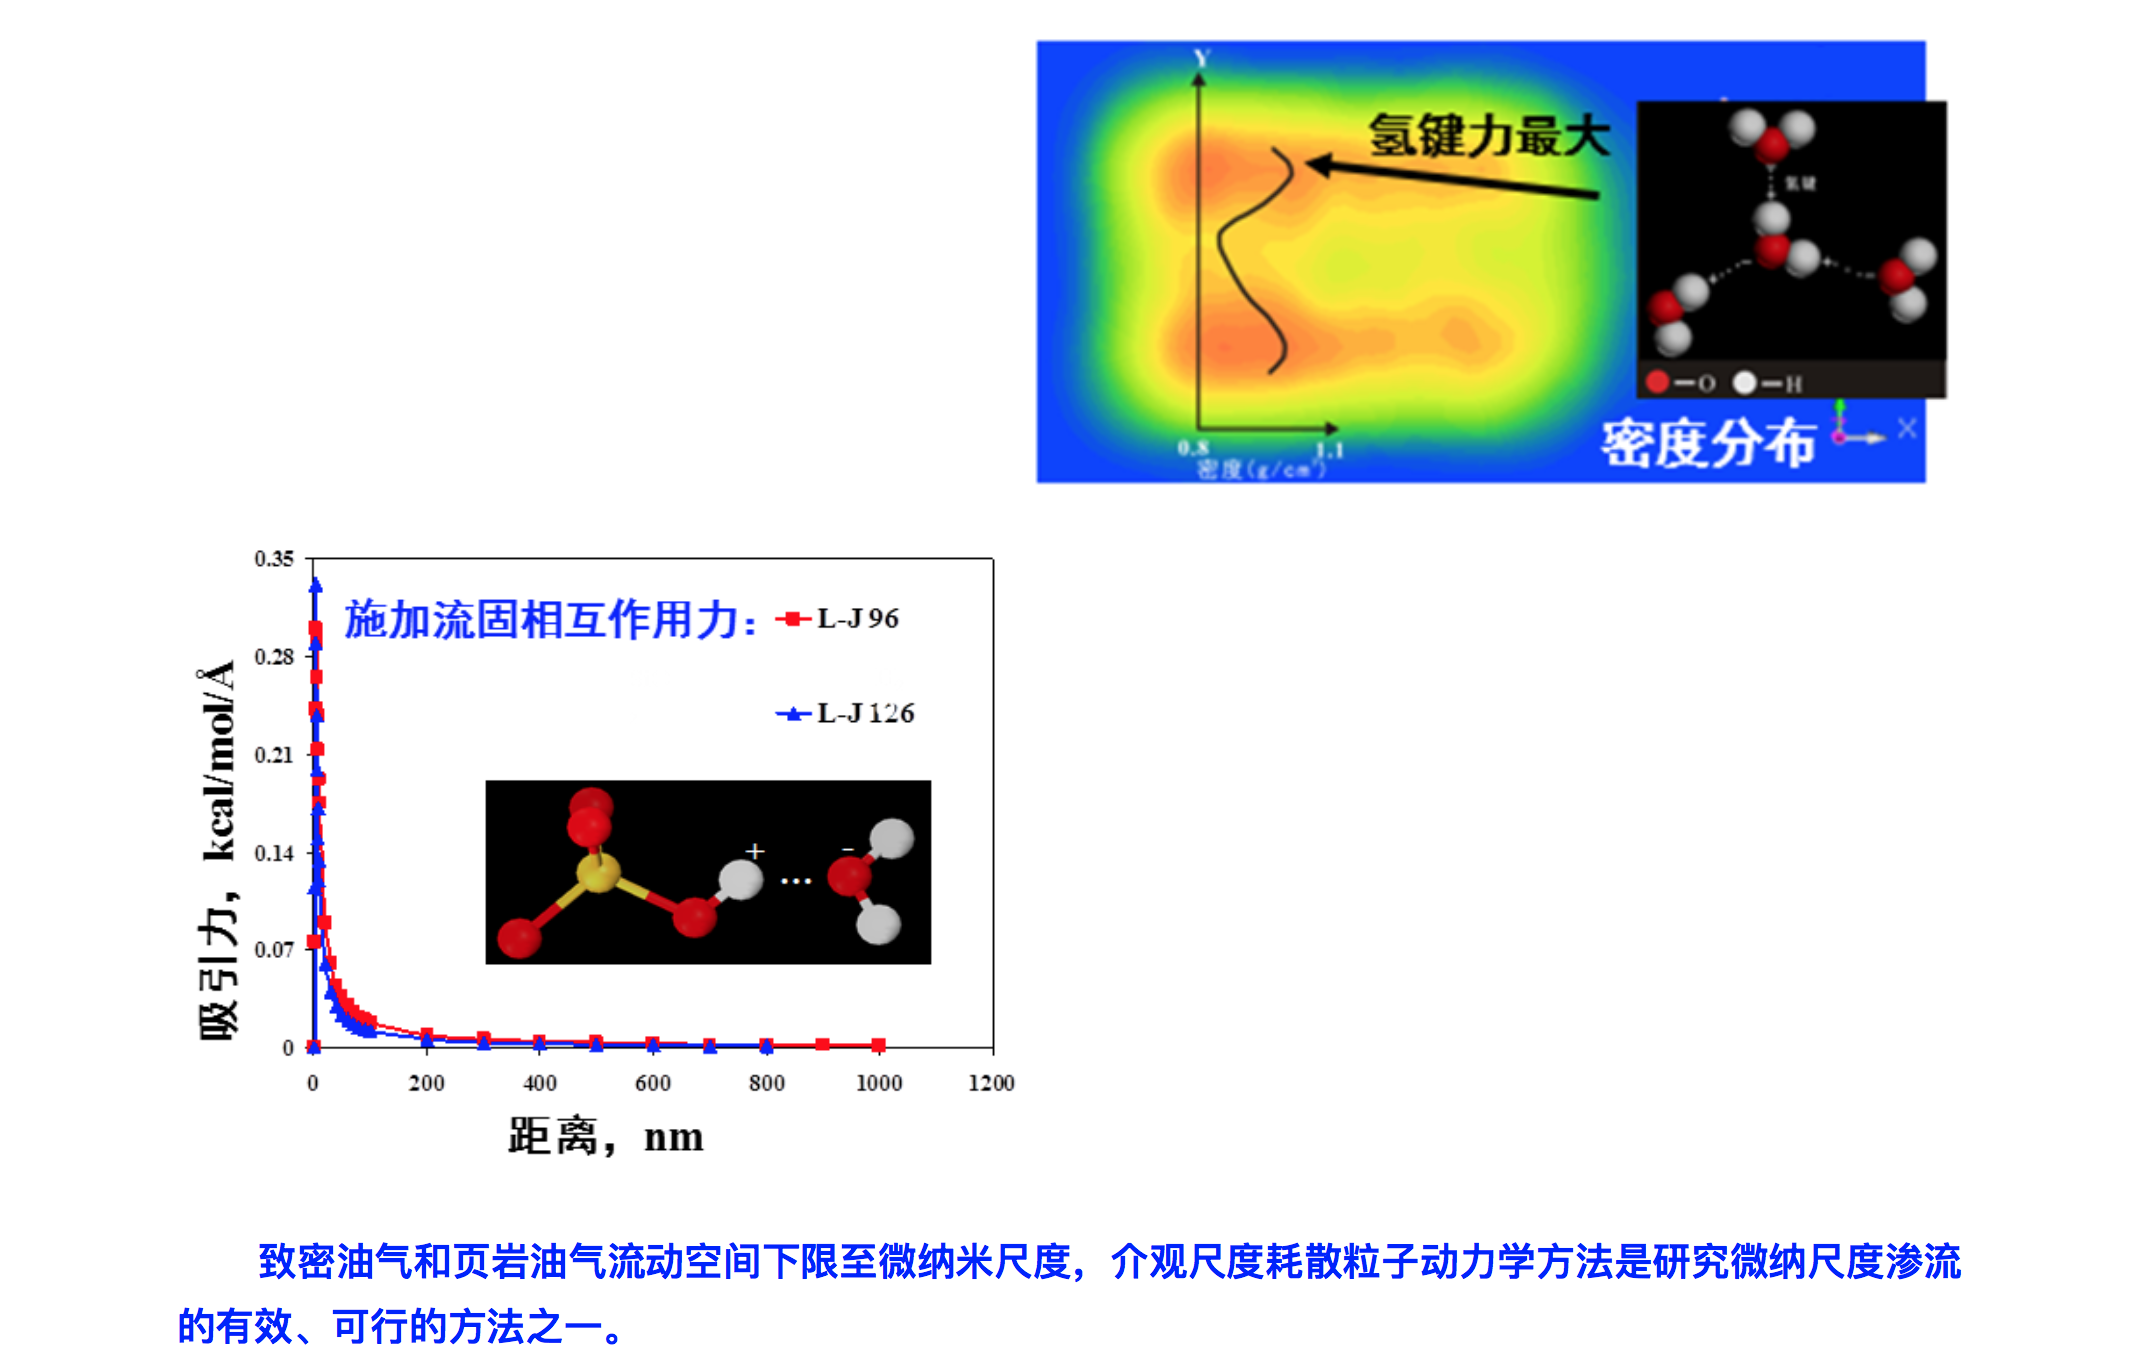 Y
氢键力最大
氢键
O H
0.8 1.1
密度(g/cm³)
密度分布
X
0.35
0.28
0.21
0.14
0.07
0
吸引力，kcal/mol/Å
施加流固相互作用力：
L-J 96
L-J 126
+ ... -
0 200 400 600 800 1000 1200
距离，nm
致密油气和页岩油气流动空间下限至微纳米尺度，介观尺度耗散粒子动力学方法是研究微纳尺度渗流
的有效、可行的方法之一。